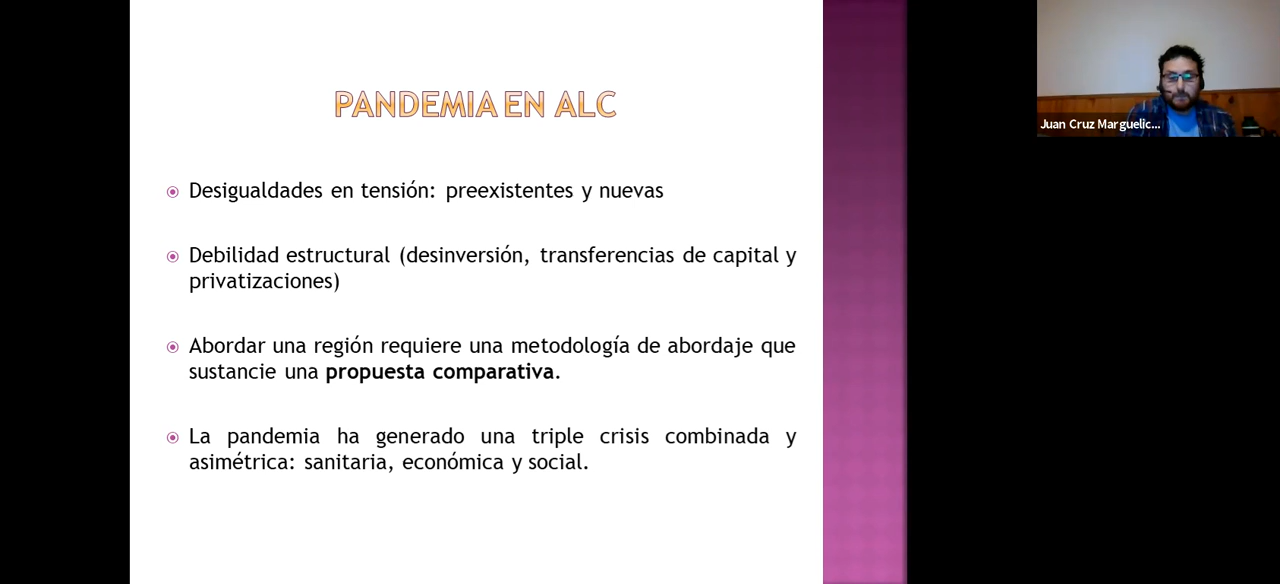 PANDEMIA EN ALC
Desigualdades en tensión: preexistentes y nuevas
Debilidad estructural (desinversión, transferencias de capital y
privatizaciones)
Abordar una región requiere una metodología de abordaje que
sustancie una propuesta comparativa.
La pandemia ha generado una triple crisis combinada y
asimétrica: sanitaria, económica y social.
Juan Cruz Marguelic...